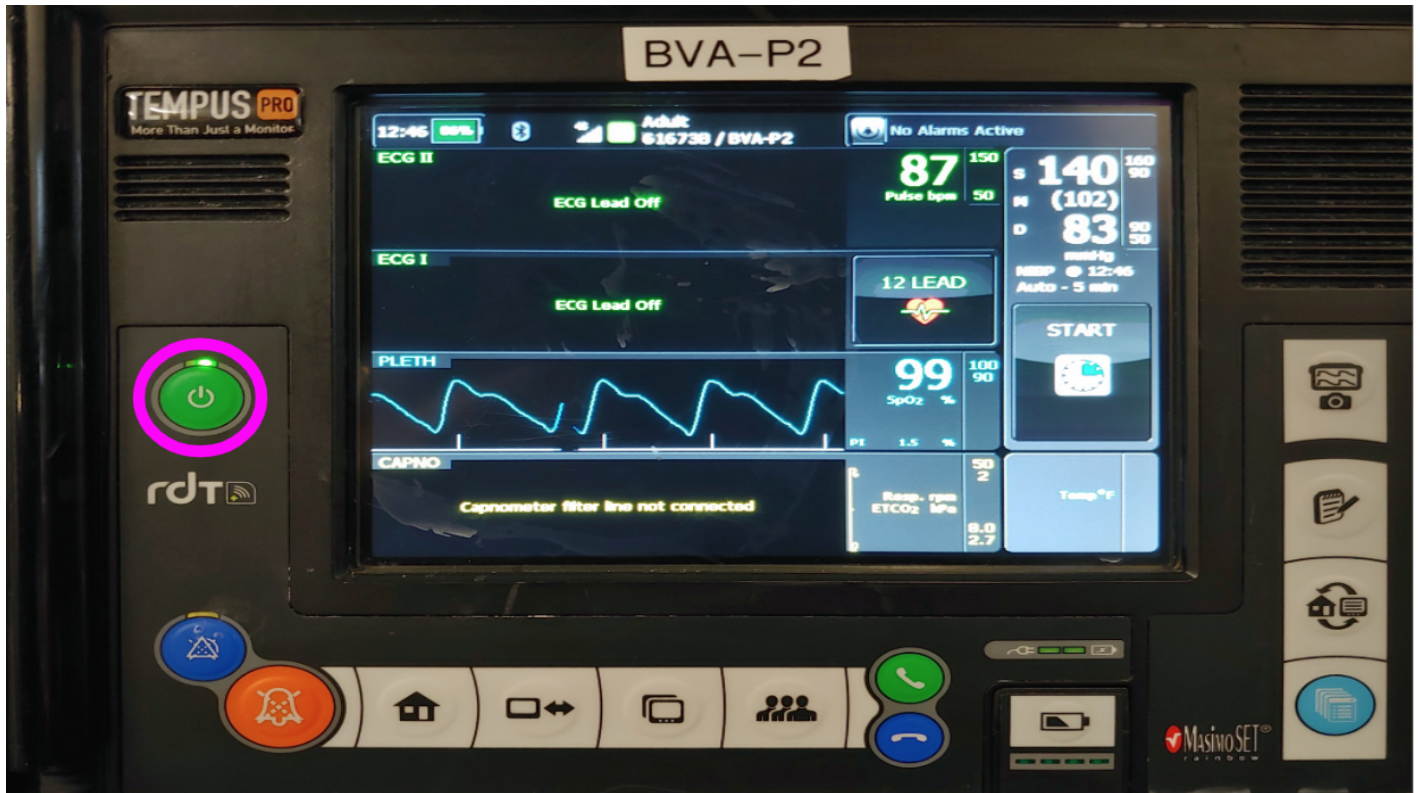 BVA-P2
TEMPUS PRO
More Than Just a Monitor
12:46
Adult
61673B / BVA-P2
No Alarms Active
ECG II
ECG Lead Off
87
150
50
Pulse bpm
S 140
160
90
M (102)
D 83
90
50
mmHg
NIBP @ 12:46
Auto - 5 min
ECG I
ECG Lead Off
12 LEAD
START
PLETH
99
100
90
SpO2 %
PI 1.5 %
CAPNO
Capnometer filter line not connected
50
2
Resp. rpm
ETCO2 kPa
8.0
2.7
Temp°F
rdT
MasimoSET®
rainbow